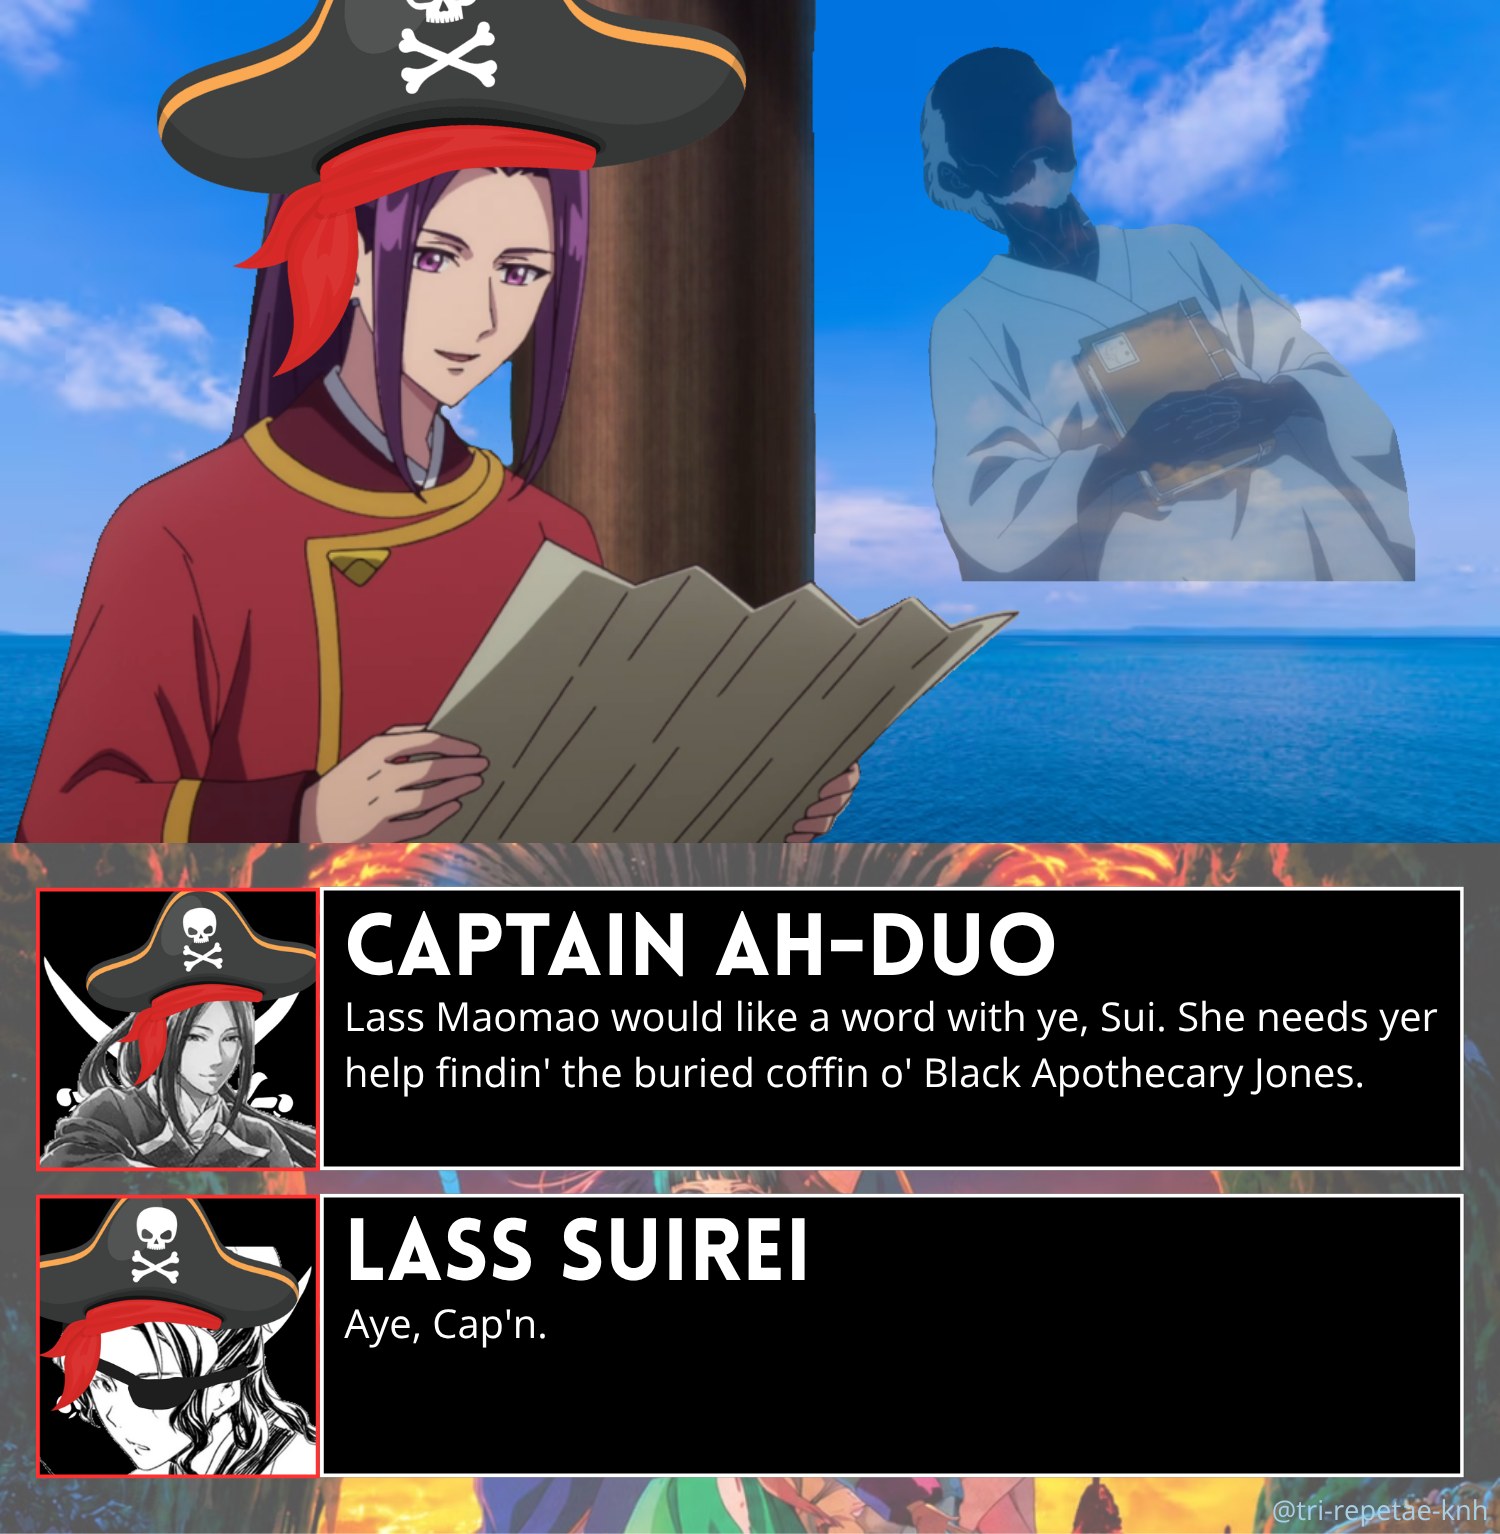 CAPTAIN AH-DUO
Lass Maomao would like a word with ye, Sui. She needs yer
help findin' the buried coffin o' Black Apothecary Jones.
LASS SUIREI
Aye, Cap'n.
@tri-repetae-knh